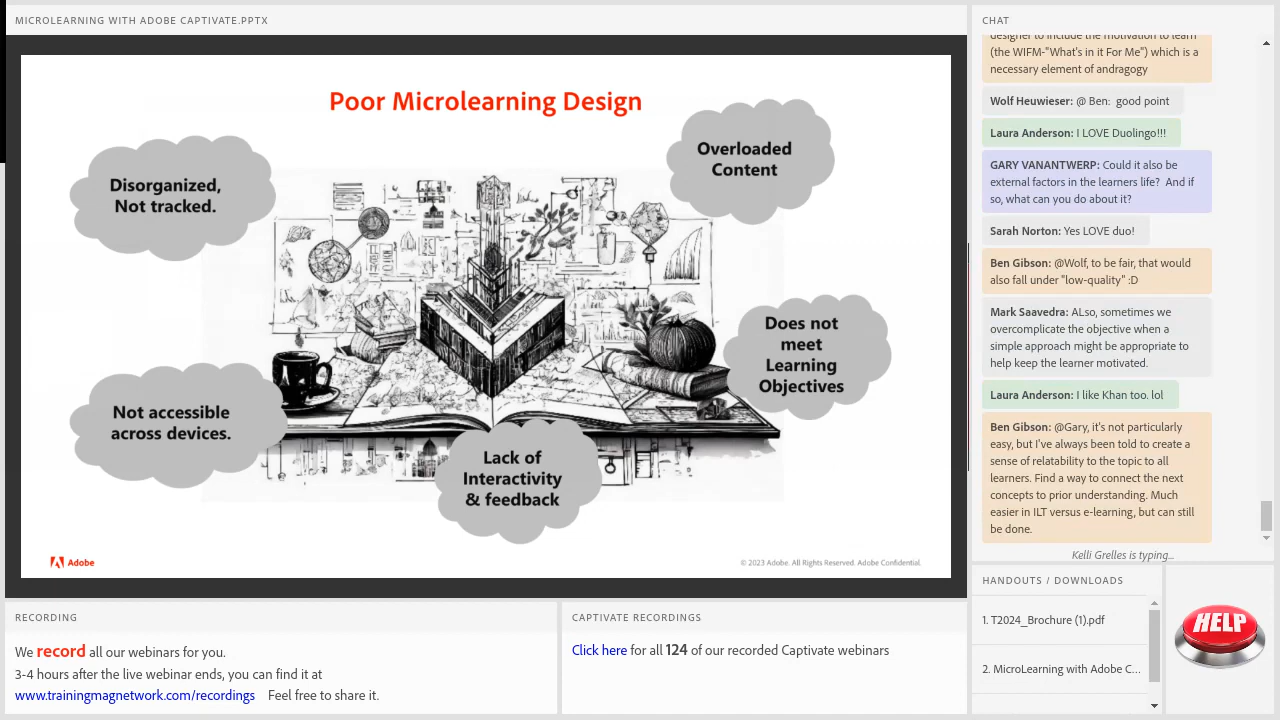 MICROLEARNING WITH ADOBE CAPTIVATE.PPTX
Poor Microlearning Design
Disorganized,
Not tracked.
Overloaded
Content
Does not
meet
Learning
Objectives
Not accessible
across devices.
Lack of
Interactivity
& feedback
Adobe
© 2023 Adobe. All Rights Reserved. Adobe Confidential.
RECORDING
We record all our webinars for you.
3-4 hours after the live webinar ends, you can find it at
www.trainingmagnetwork.com/recordings Feel free to share it.
CAPTIVATE RECORDINGS
Click here for all 124 of our recorded Captivate webinars
CHAT
designer to include the motivation to learn
(the WIFM-"What's in it For Me") which is a
necessary element of andragogy
Wolf Heuwieser: @ Ben: good point
Laura Anderson: I LOVE Duolingo!!!
GARY VANANTWERP: Could it also be
external factors in the learners life? And if
so, what can you do about it?
Sarah Norton: Yes LOVE duo!
Ben Gibson: @Wolf, to be fair, that would
also fall under "low-quality" :D
Mark Saavedra: ALso, sometimes we
overcomplicate the objective when a
simple approach might be appropriate to
help keep the learner motivated.
Laura Anderson: I like Khan too. lol
Ben Gibson: @Gary, it's not particularly
easy, but I've always been told to create a
sense of relatability to the topic to all
learners. Find a way to connect the next
concepts to prior understanding. Much
easier in ILT versus e-learning, but can still
be done.
Kelli Grelles is typing...
HANDOUTS / DOWNLOADS
1. T2024_Brochure (1).pdf
2. MicroLearning with Adobe C...
HELP